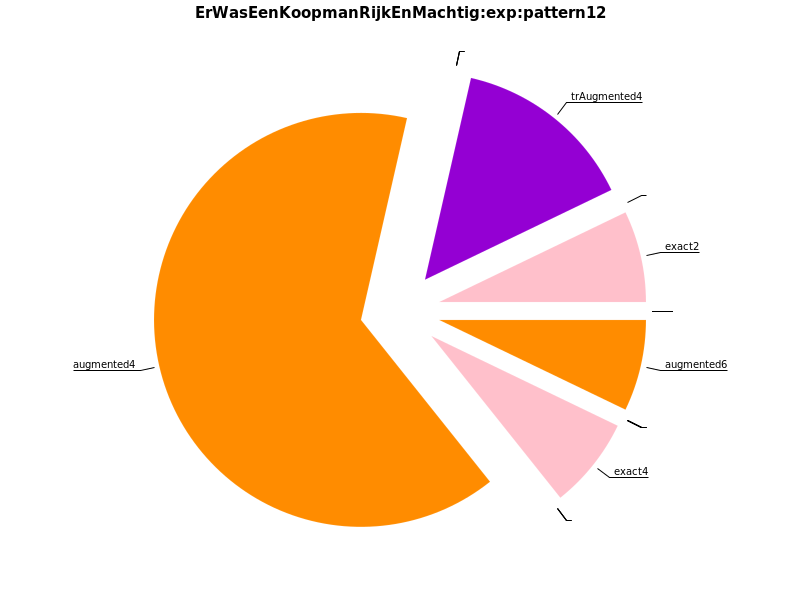 ErWasEenKoopmanRijkEnMachtig:exp:pattern12
trAugmented4
exact2
augmented4
augmented6
exact4